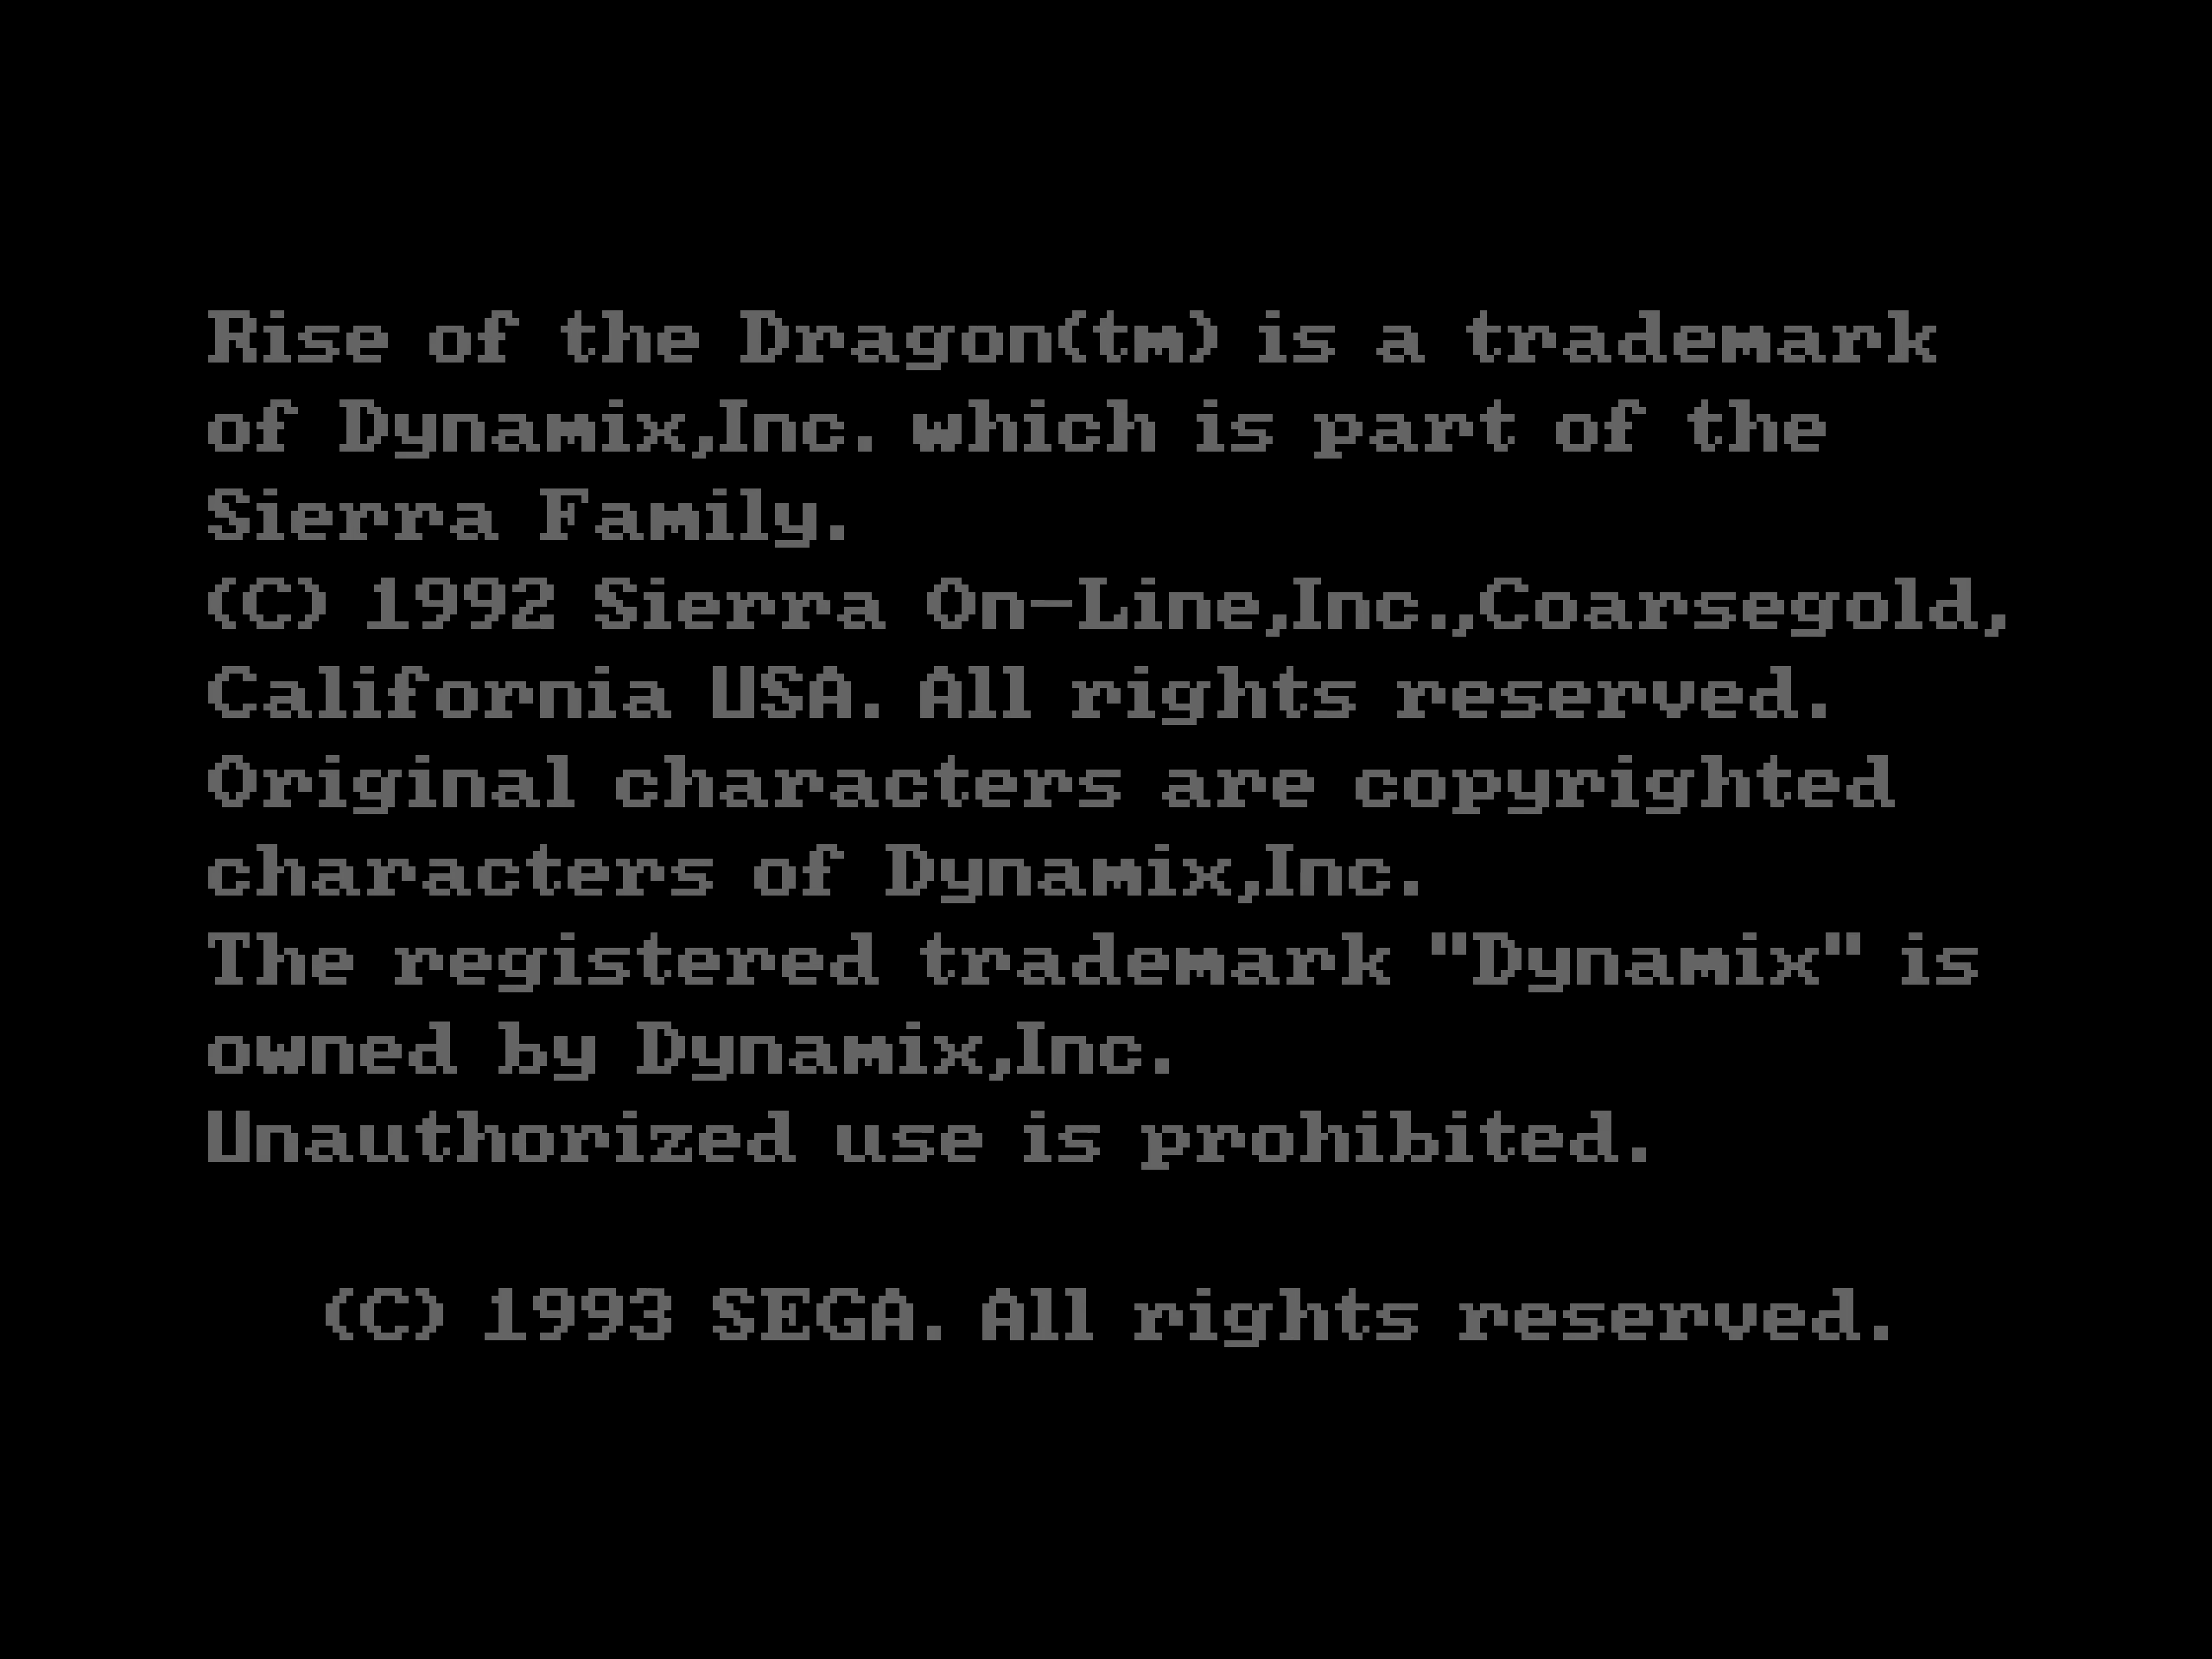 Rise of the Dragon(tm) is a trademark
of Dynamix,Inc. which is part of the
Sierra Family.
(C) 1992 Sierra On-Line,Inc.,Coarsegold,
California USA. All rights reserved.
Original characters are copyrighted
characters of Dynamix,Inc.
The registered trademark "Dynamix" is
owned by Dynamix,Inc.
Unauthorized use is prohibited.
(C) 1993 SEGA. All rights reserved.